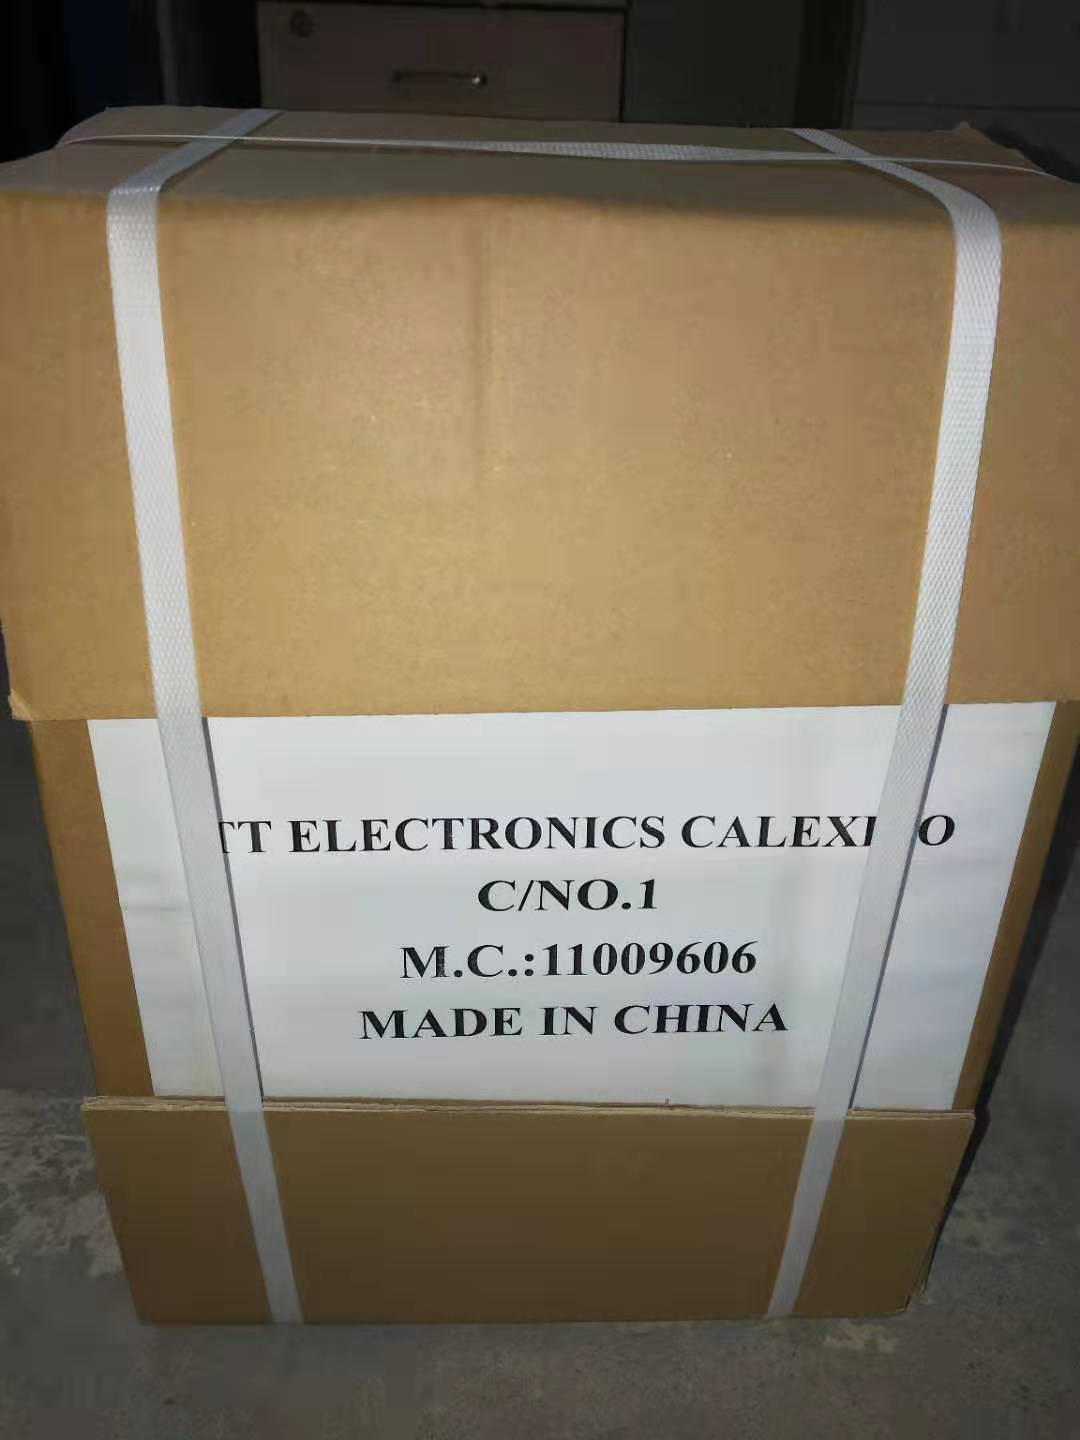 TT ELECTRONICS
C/NO.1
M.C.:11009606
MADE IN CHINA